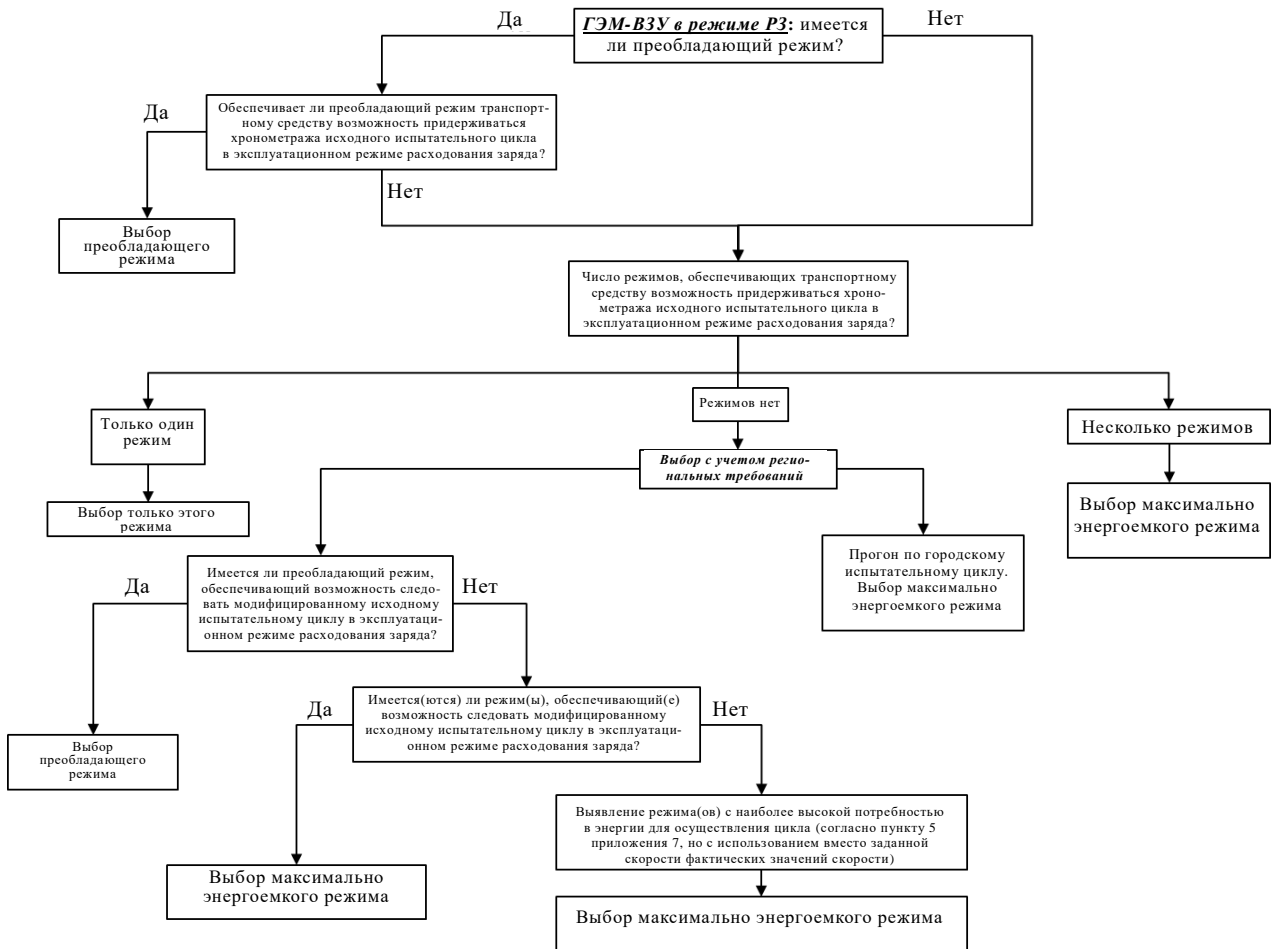 Да
ГЭМ-ВЗУ в режиме РЗ: имеется
ли преобладающий режим?
Нет
Да
Обеспечивает ли преобладающий режим транспорт-
ному средству возможность придерживаться
хронометража исходного испытательного цикла
в эксплуатационном режиме расходования заряда?
Нет
Выбор
преобладающего
режима
Число режимов, обеспечивающих транспортному
средству возможность придерживаться хроно-
метража исходного испытательного цикла в
эксплуатационном режиме расходования заряда?
Только один
режим
Режимов нет
Несколько режимов
Выбор только этого
режима
Выбор с учетом регио-
нальных требований
Выбор максимально
энергоемкого режима
Прогон по городскому
испытательному циклу.
Выбор максимально
энергоемкого режима
Да
Имеется ли преобладающий режим,
обеспечивающий возможность следо-
вать модифицированному исходному
испытательному циклу в эксплуатаци-
онном режиме расходования заряда?
Нет
Выбор
преобладающего
режима
Да
Имеется(ются) ли режим(ы), обеспечивающий(е)
возможность следовать модифицированному
исходному испытательному циклу в эксплуатаци-
онном режиме расходования заряда?
Нет
Выбор максимально
энергоемкого режима
Выявление режима(ов) с наиболее высокой потребностью
в энергии для осуществления цикла (согласно пункту 5
приложения 7, но с использованием вместо заданной
скорости фактических значений скорости)
Выбор максимально энергоемкого режима